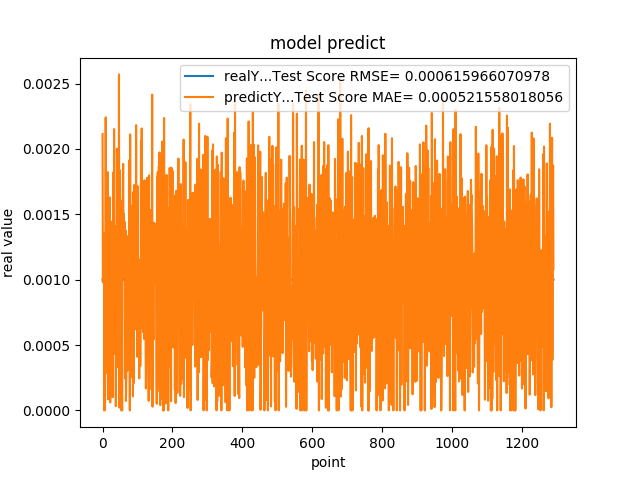 model predict
realY...Test Score RMSE= 0.000615966070978
predictY...Test Score MAE= 0.000521558018056
0.0025
0.0020
0.0015
0.0010
0.0005
0.0000
real value
0 200 400 600 800 1000 1200
point